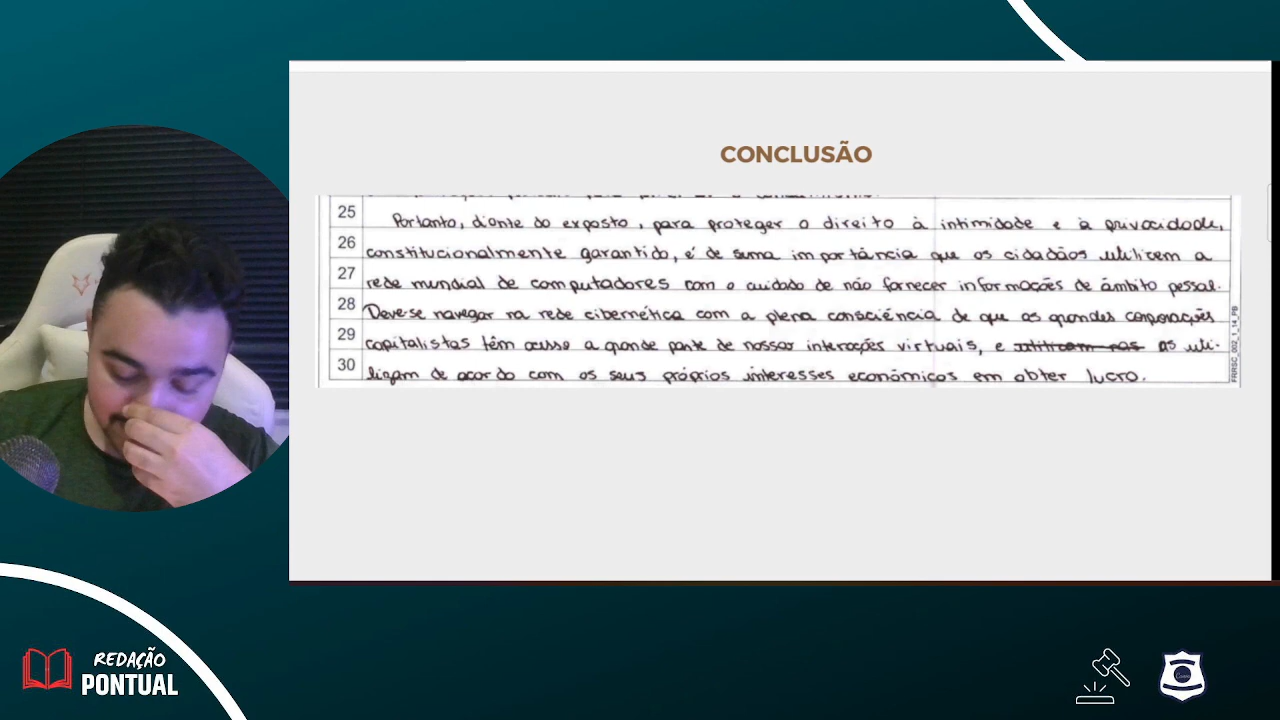 CONCLUSÃO
25 Portanto, diante do exposto, para proteger o direito à intimidade e à privacidade,
26 constitucionalmente garantido, é de suma importância que os cidadãos utilizem a
27 rede mundial de computadores com o cuidado de não fornecer informações de âmbito pessoal.
28 Deve-se navegar na rede cibernética com a plena consciência de que as grandes corporações
29 capitalistas têm acesso a grande parte de nossas interações virtuais, e as uti-
30 lizam de acordo com os seus próprios interesses econômicos em obter lucro.
FRRSC_002_1_14_PB
REDAÇÃO
PONTUAL